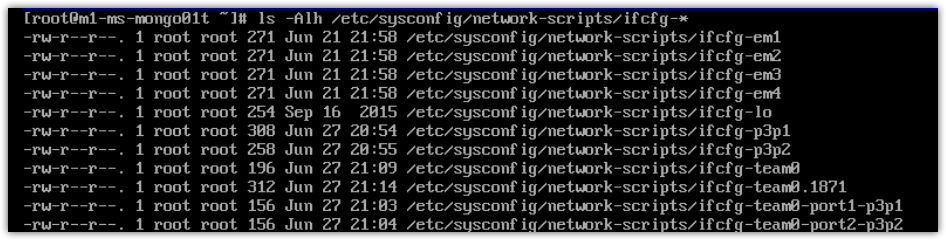 [root@m1-ms-mongo01t ~]# ls -Alh /etc/sysconfig/network-scripts/ifcfg-*
-rw-r--r--. 1 root root 271 Jun 21 21:58 /etc/sysconfig/network-scripts/ifcfg-em1
-rw-r--r--. 1 root root 271 Jun 21 21:58 /etc/sysconfig/network-scripts/ifcfg-em2
-rw-r--r--. 1 root root 271 Jun 21 21:58 /etc/sysconfig/network-scripts/ifcfg-em3
-rw-r--r--. 1 root root 271 Jun 21 21:58 /etc/sysconfig/network-scripts/ifcfg-em4
-rw-r--r--. 1 root root 254 Sep 16  2015 /etc/sysconfig/network-scripts/ifcfg-lo
-rw-r--r--. 1 root root 308 Jun 27 20:54 /etc/sysconfig/network-scripts/ifcfg-p3p1
-rw-r--r--. 1 root root 258 Jun 27 20:55 /etc/sysconfig/network-scripts/ifcfg-p3p2
-rw-r--r--. 1 root root 196 Jun 27 21:09 /etc/sysconfig/network-scripts/ifcfg-team0
-rw-r--r--. 1 root root 312 Jun 27 21:14 /etc/sysconfig/network-scripts/ifcfg-team0.1871
-rw-r--r--. 1 root root 156 Jun 27 21:03 /etc/sysconfig/network-scripts/ifcfg-team0-port1-p3p1
-rw-r--r--. 1 root root 156 Jun 27 21:04 /etc/sysconfig/network-scripts/ifcfg-team0-port2-p3p2